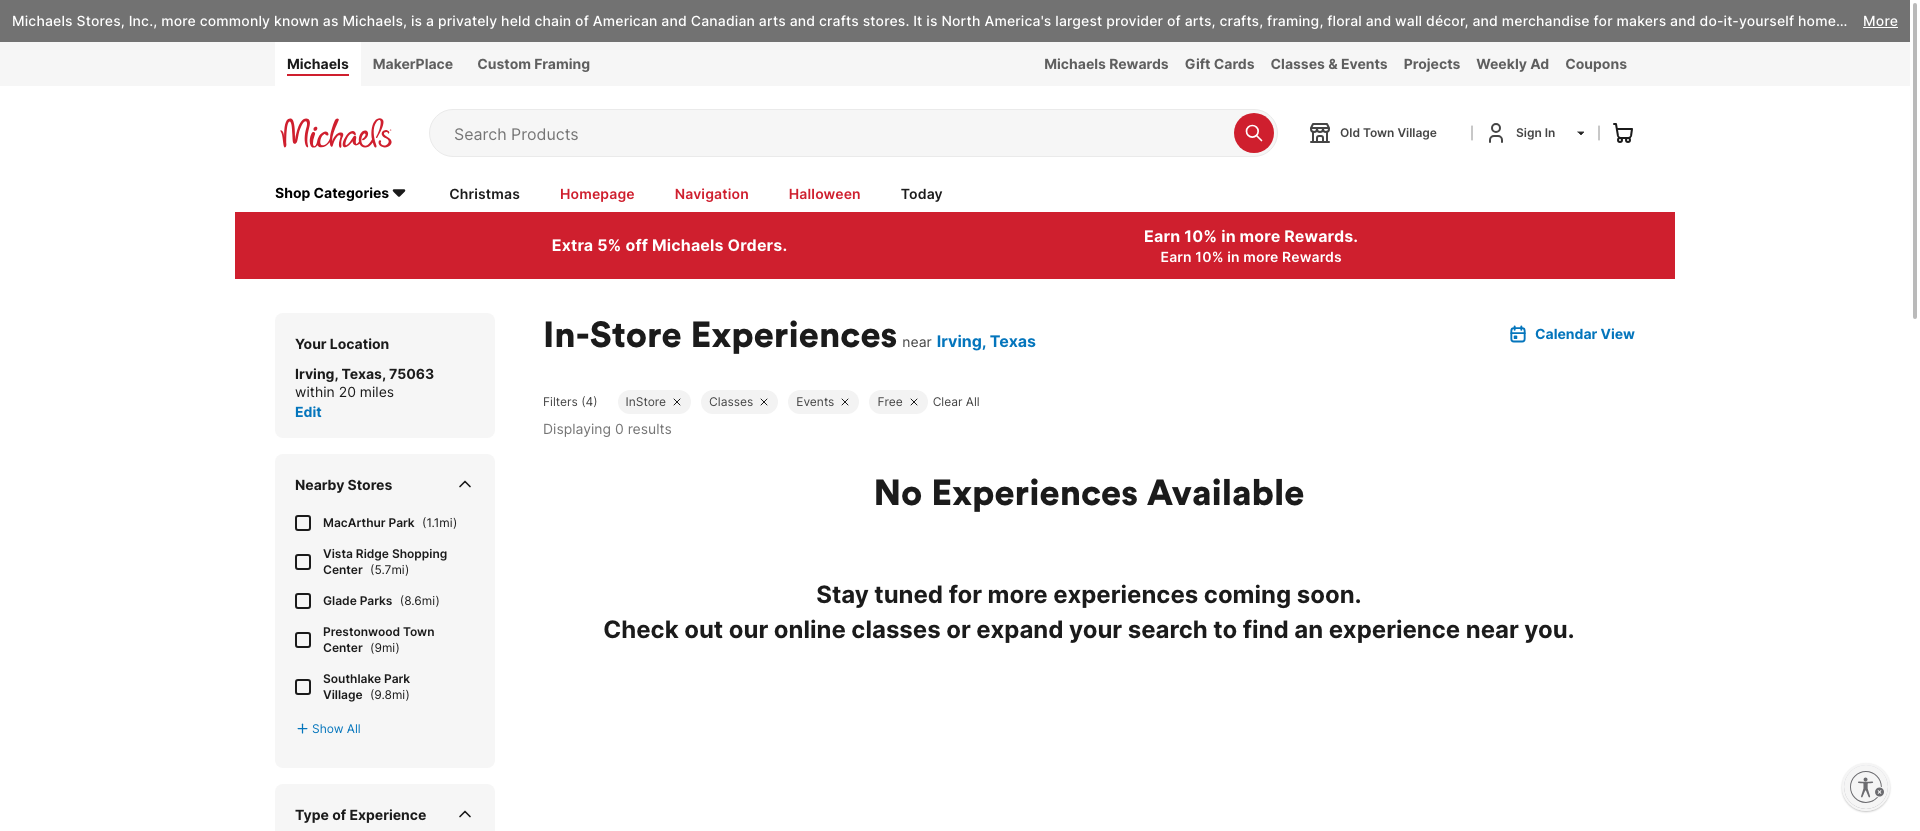 Michaels Stores, Inc., more commonly known as Michaels, is a privately held chain of American and Canadian arts and crafts stores. It is North America's largest provider of arts, crafts, framing, floral and wall décor, and merchandise for makers and do-it-yourself home... More
Michaels MakerPlace Custom Framing Michaels Rewards Gift Cards Classes & Events Projects Weekly Ad Coupons
Michaels Search Products Old Town Village Sign In
Shop Categories Christmas Homepage Navigation Halloween Today
Extra 5% off Michaels Orders.
Earn 10% in more Rewards.
Earn 10% in more Rewards
Your Location
Irving, Texas, 75063
within 20 miles
Edit
Nearby Stores
MacArthur Park (1.1mi)
Vista Ridge Shopping
Center (5.7mi)
Glade Parks (8.6mi)
Prestonwood Town
Center (9mi)
Southlake Park
Village (9.8mi)
+ Show All
Type of Experience
In-Store Experiences near Irving, Texas
Calendar View
Filters (4) InStore Classes Events Free Clear All
Displaying 0 results
No Experiences Available
Stay tuned for more experiences coming soon.
Check out our online classes or expand your search to find an experience near you.